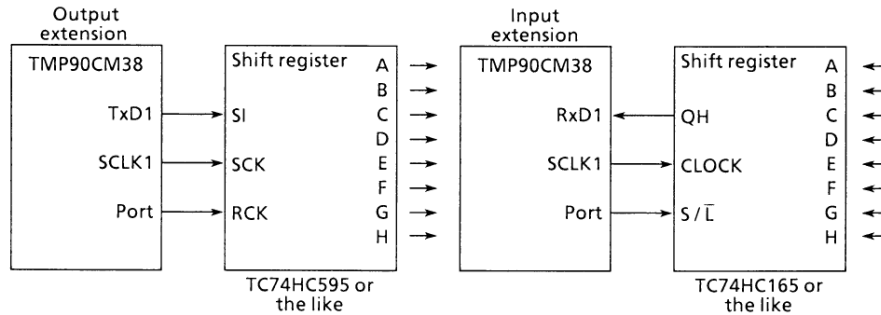 Output
extension
TMP90CM38
TxD1
SCLK1
Port
Shift register
SI
SCK
RCK
A
B
C
D
E
F
G
H
TC74HC595 or
the like
Input
extension
TMP90CM38
RxD1
SCLK1
Port
Shift register
QH
CLOCK
S / L̅
A
B
C
D
E
F
G
H
TC74HC165 or
the like